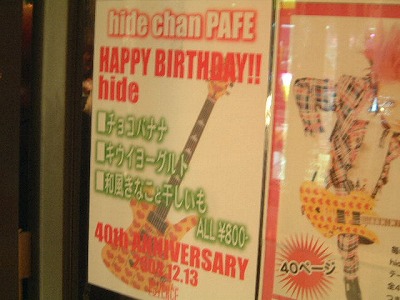 hide chan PAFE
HAPPY BIRTHDAY!!
hide
■チョコバナナ
■キウイヨーグルト
■和風きなこと干しいも
ALL ¥800-
40th ANNIVERSARY
2004.12.13
40ページ